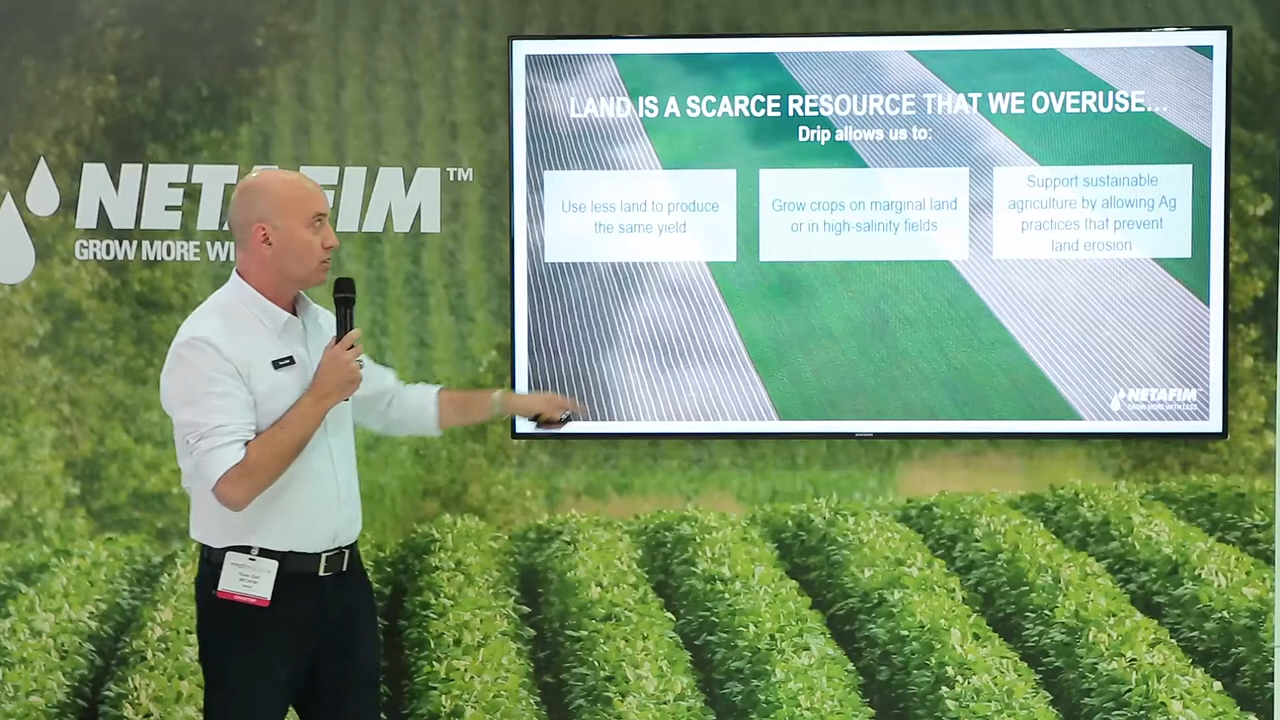 NETAFIM™
GROW MORE WI
LAND IS A SCARCE RESOURCE THAT WE OVERUSE...
Drip allows us to:
Use less land to produce
the same yield
Grow crops on marginal land
or in high-salinity fields
Support sustainable
agriculture by allowing Ag
practices that prevent
land erosion
NETAFIM
GROW MORE WITH LESS